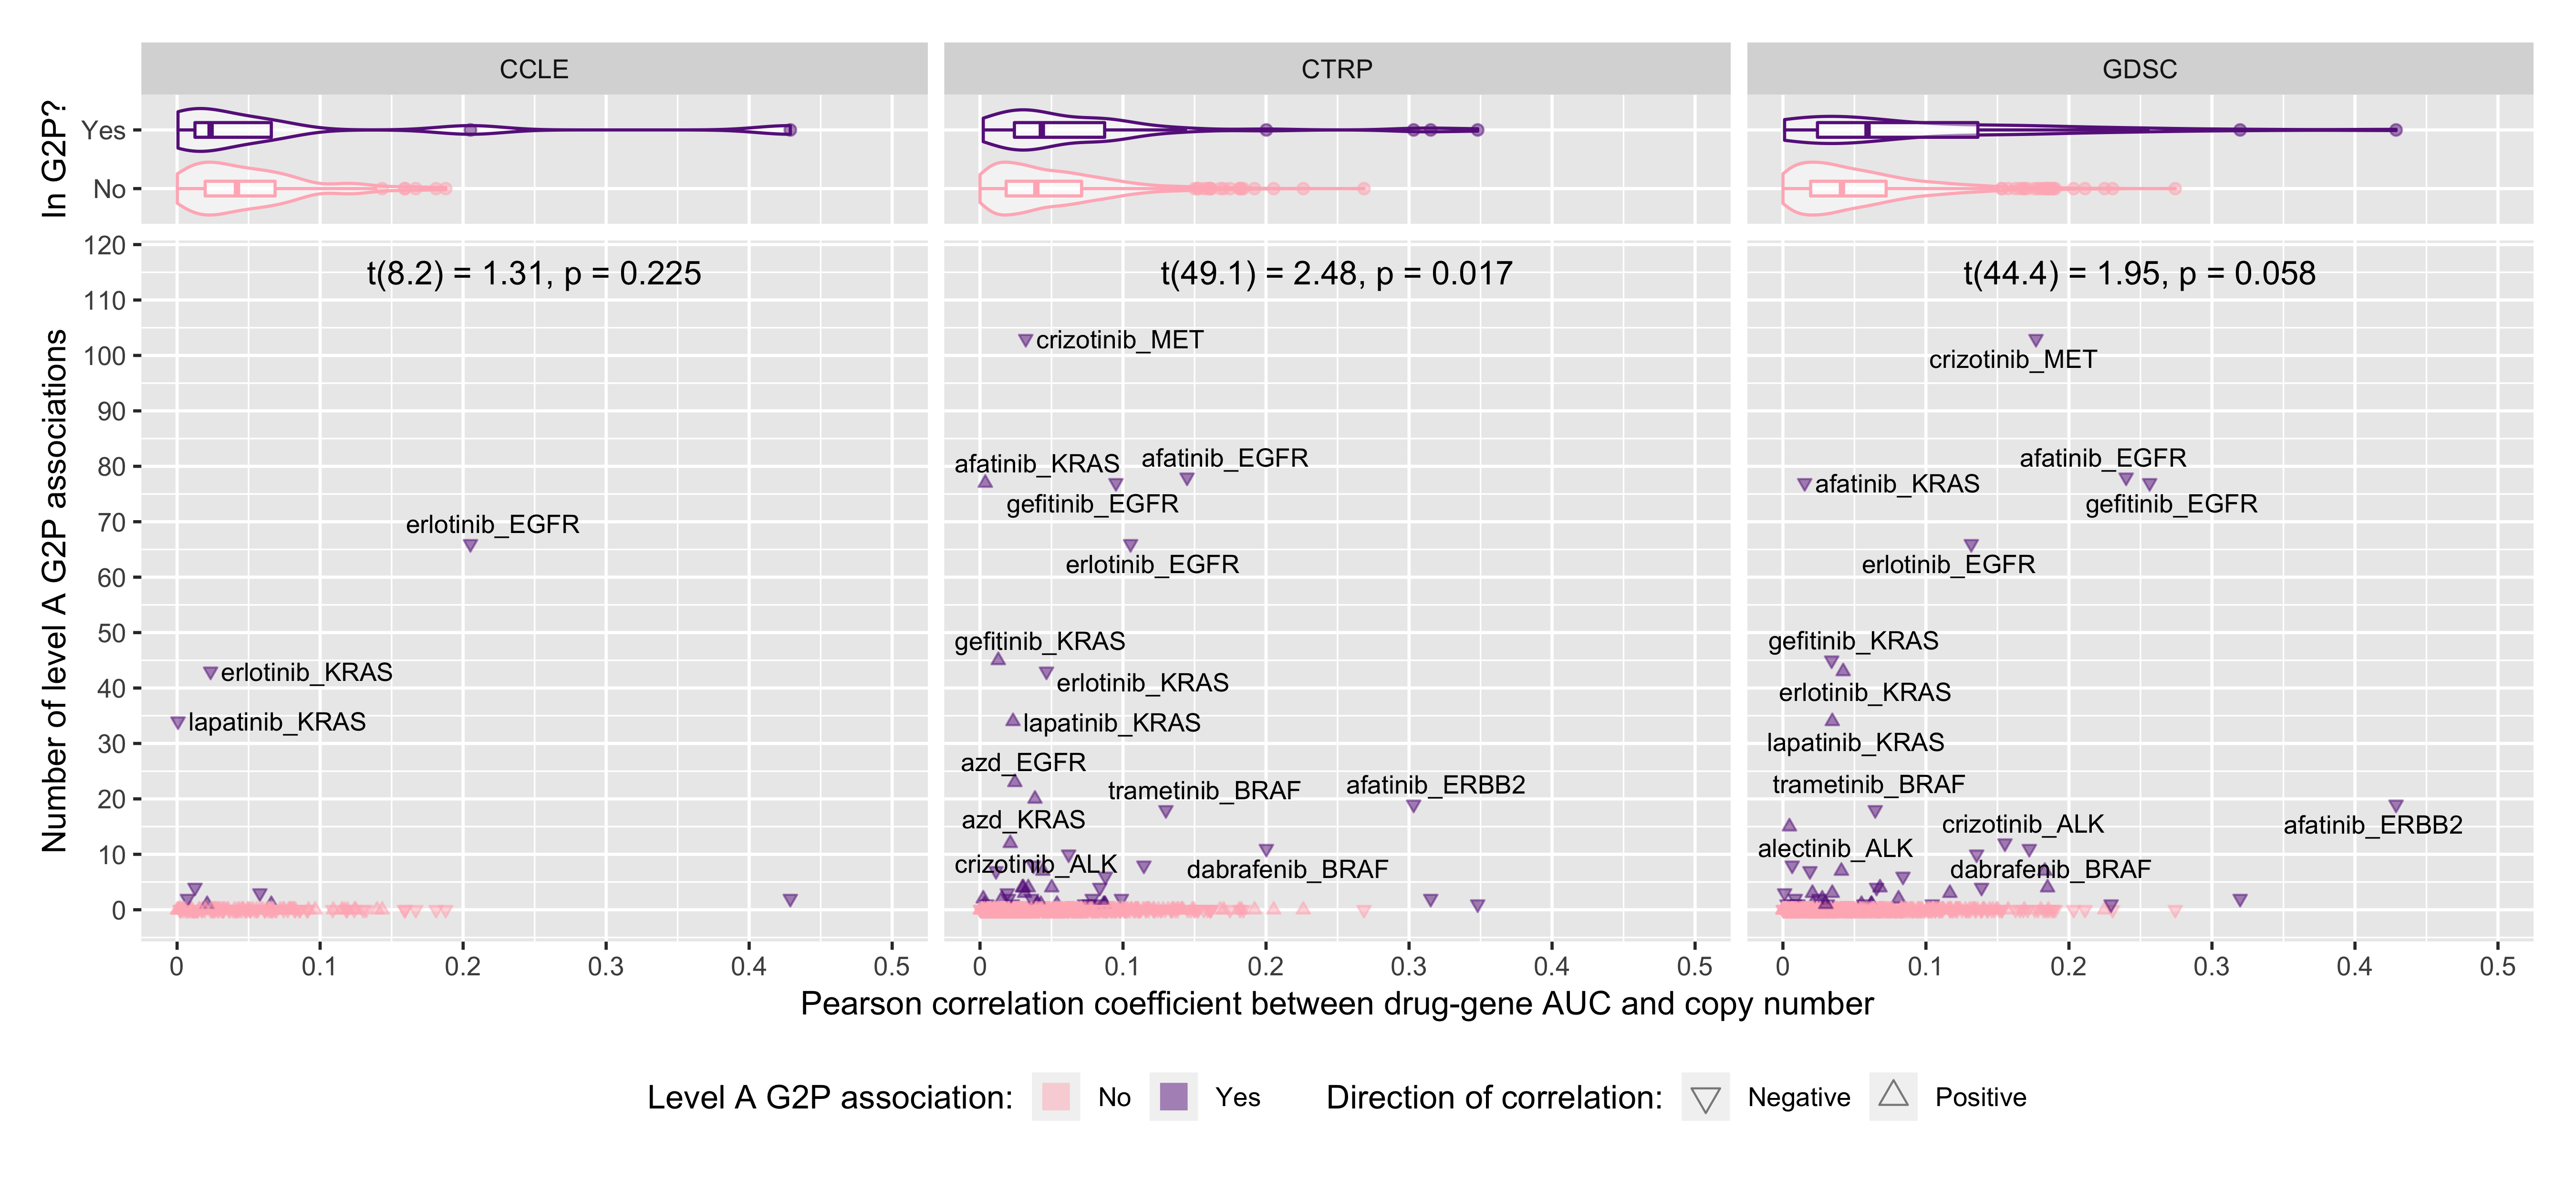 CCLE
CTRP
GDSC
In G2P?
Yes
No
Number of level A G2P associations
120
110
100
90
80
70
60
50
40
30
20
10
0
t(8.2) = 1.31, p = 0.225
erlotinib_EGFR
erlotinib_KRAS
lapatinib_KRAS
0 0.1 0.2 0.3 0.4 0.5
t(49.1) = 2.48, p = 0.017
crizotinib_MET
afatinib_KRAS
afatinib_EGFR
gefitinib_EGFR
erlotinib_EGFR
gefitinib_KRAS
erlotinib_KRAS
lapatinib_KRAS
azd_EGFR
trametinib_BRAF
afatinib_ERBB2
azd_KRAS
crizotinib_ALK
dabrafenib_BRAF
0 0.1 0.2 0.3 0.4 0.5
t(44.4) = 1.95, p = 0.058
crizotinib_MET
afatinib_EGFR
afatinib_KRAS
gefitinib_EGFR
erlotinib_EGFR
gefitinib_KRAS
erlotinib_KRAS
lapatinib_KRAS
trametinib_BRAF
crizotinib_ALK
afatinib_ERBB2
alectinib_ALK
dabrafenib_BRAF
0 0.1 0.2 0.3 0.4 0.5
Pearson correlation coefficient between drug-gene AUC and copy number
Level A G2P association: No Yes Direction of correlation: Negative Positive